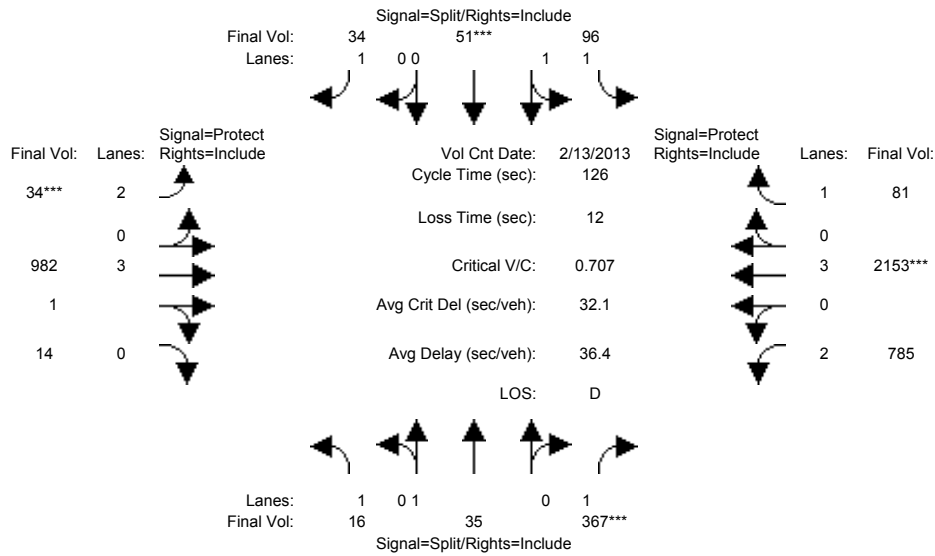 Signal=Split/Rights=Include
Final Vol: 34 51*** 96
Lanes: 1 0 0 1 1
Signal=Protect
Final Vol: Lanes: Rights=Include
Vol Cnt Date: 2/13/2013
Signal=Protect
Rights=Include Lanes: Final Vol:
Cycle Time (sec): 126
34*** 2
1 81
Loss Time (sec): 12
0
0
982 3
Critical V/C: 0.707
3 2153***
1
Avg Crit Del (sec/veh): 32.1
0
14 0
Avg Delay (sec/veh): 36.4
2 785
LOS: D
Lanes: 1 0 1 0 1
Final Vol: 16 35 367***
Signal=Split/Rights=Include